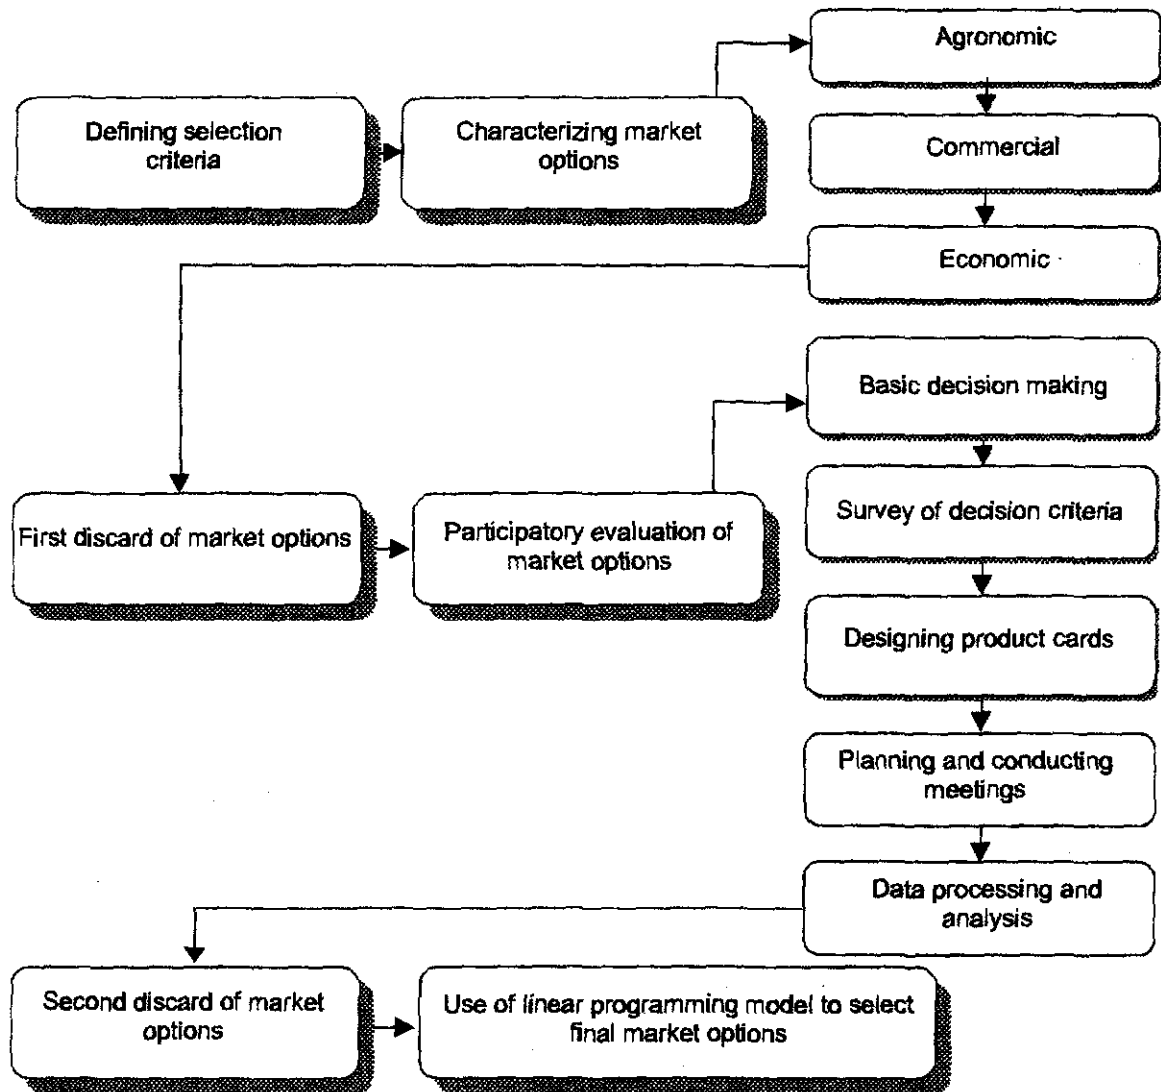 Agronomic
Defining selection
criteria
Characterizing market
options
Commercial
Economic
Basic decision making
Survey of decision criteria
First discard of market options
Participatory evaluation of
market options
Designing product cards
Planning and conducting
meetings
Data processing and
analysis
Second discard of market
options
Use of linear programming model to select
final market options